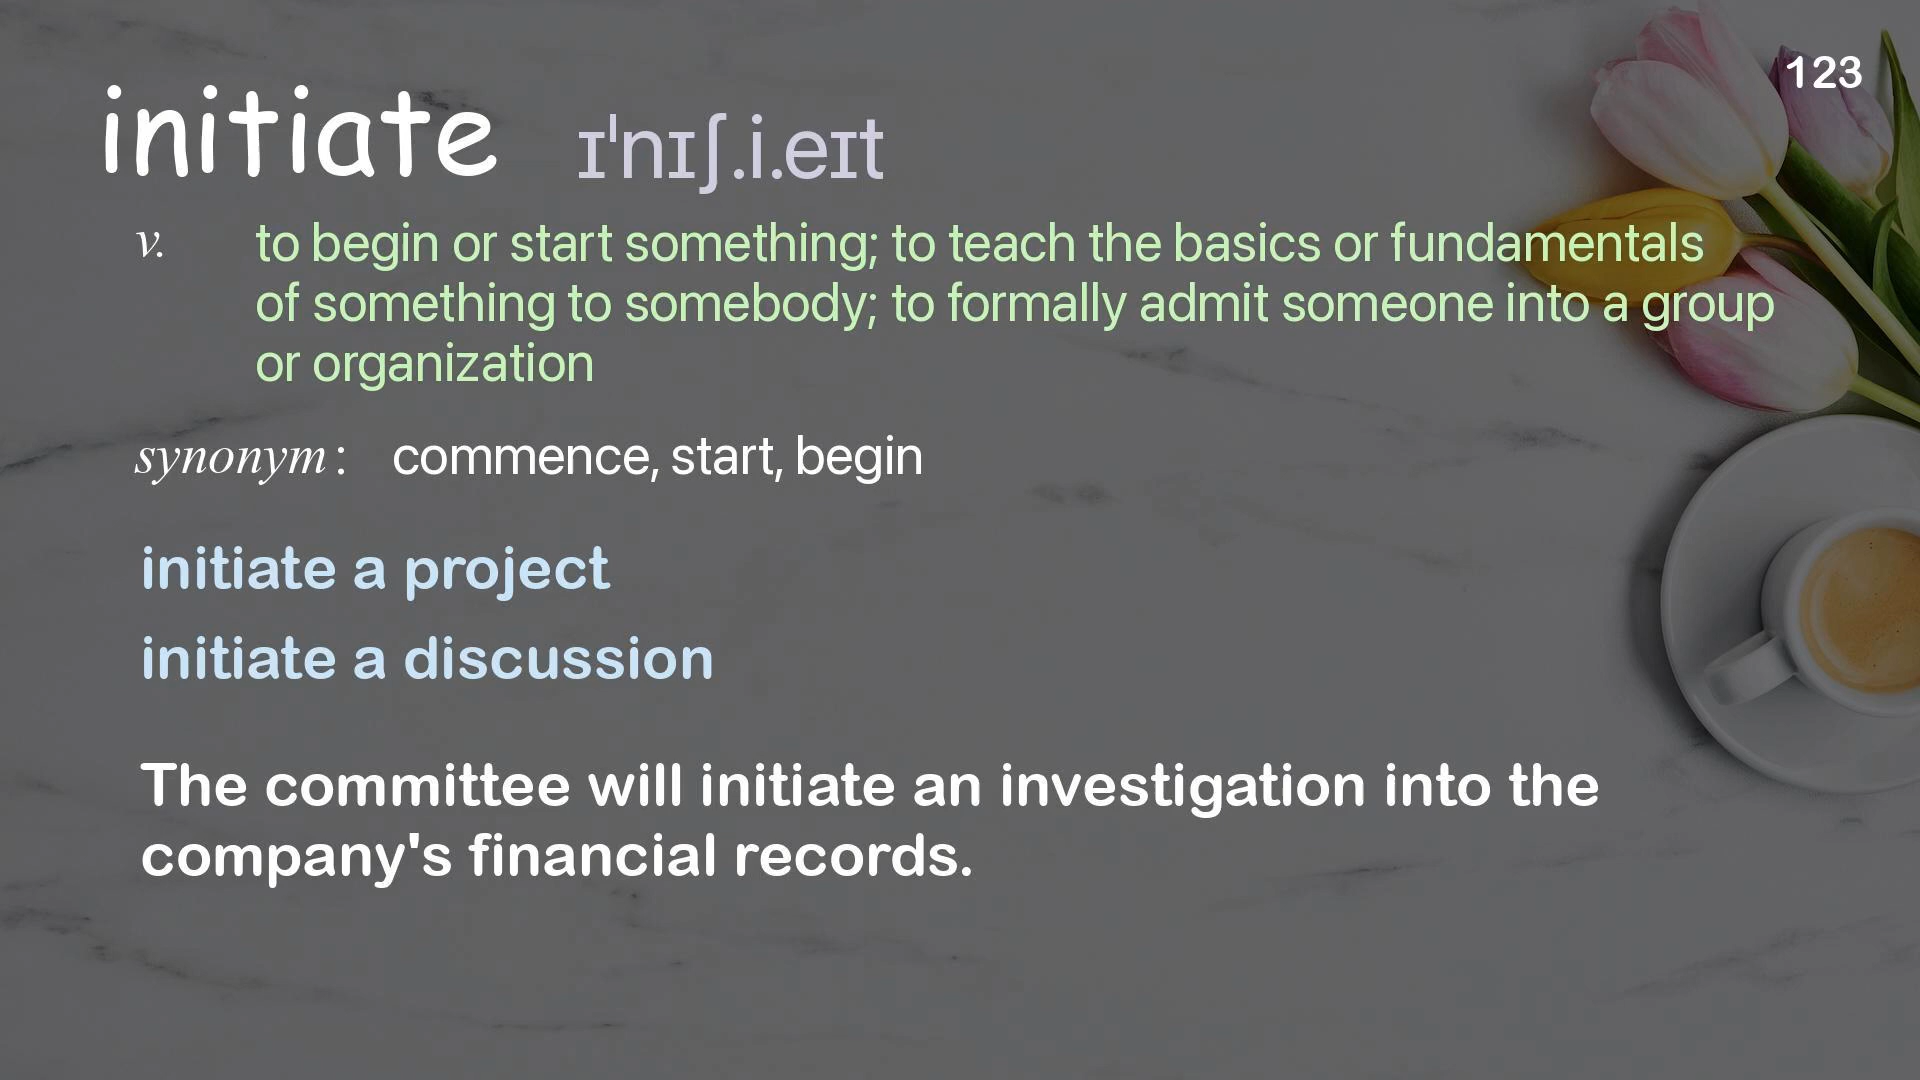 123
initiate ɪˈnɪʃ.i.eɪt
v. to begin or start something; to teach the basics or fundamentals
of something to somebody; to formally admit someone into a group
or organization
synonym: commence, start, begin
initiate a project
initiate a discussion
The committee will initiate an investigation into the
company's financial records.